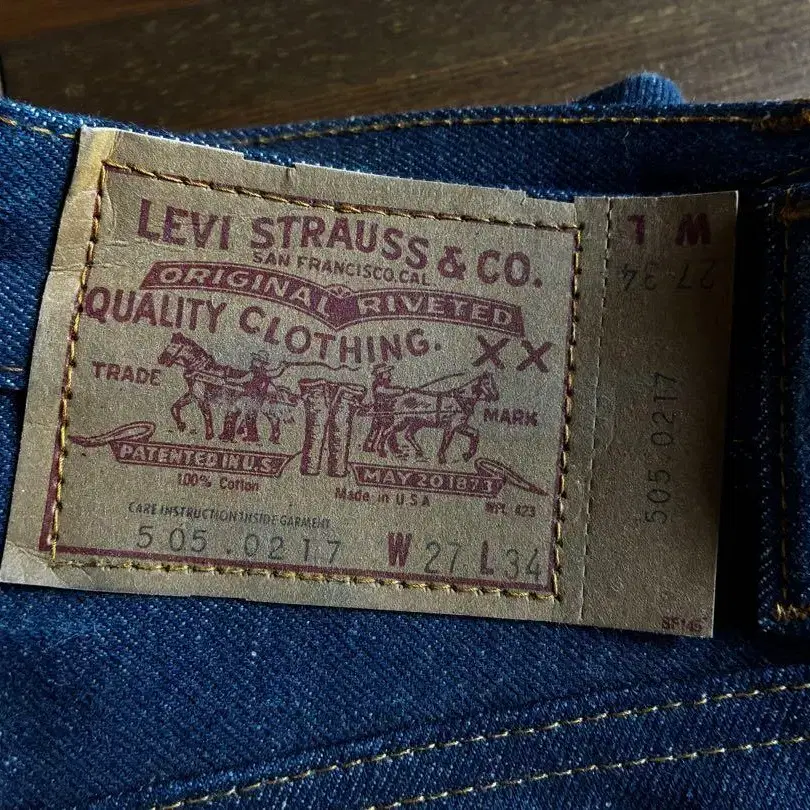 LEVI STRAUSS & CO.
SAN FRANCISCO, CAL.
ORIGINAL RIVETED
QUALITY CLOTHING.
XX
TRADE MARK
PATENTED IN U.S. MAY 20 1873
100% Cotton Made in U S A WPL 423
CARE INSTRUCTION INSIDE GARMENT
505.0217 W 27 L 34
W L
27 34
505 0217
SF145